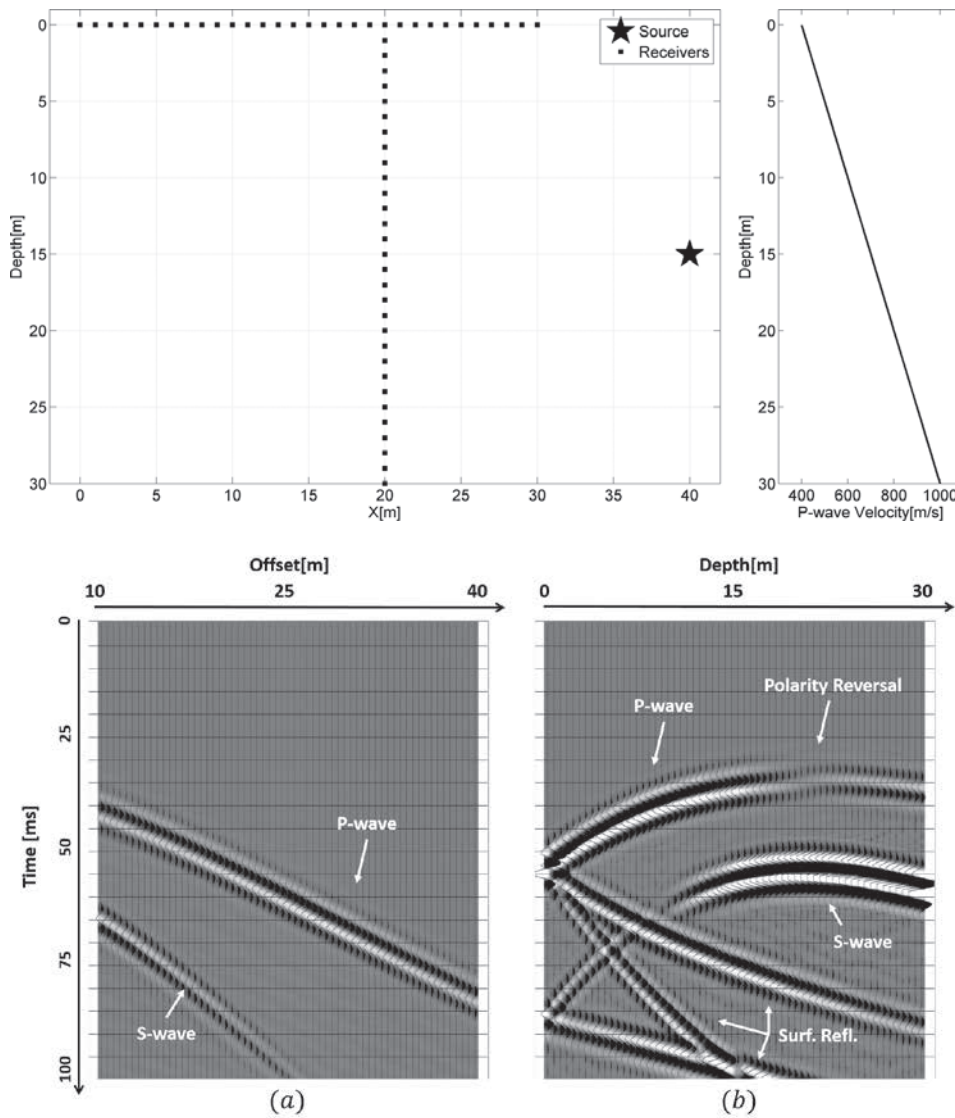 Source
Receivers
Depth[m]
0
5
10
15
20
25
30
0 5 10 15 20 25 30 35 40
X[m]
Depth[m]
0
5
10
15
20
25
30
400 600 800 1000
P-wave Velocity[m/s]
Offset[m]
10 25 40
Time [ms]
0
25
50
75
100
P-wave
S-wave
(a)
Depth[m]
0 15 30
P-wave
Polarity Reversal
S-wave
Surf. Refl.
(b)